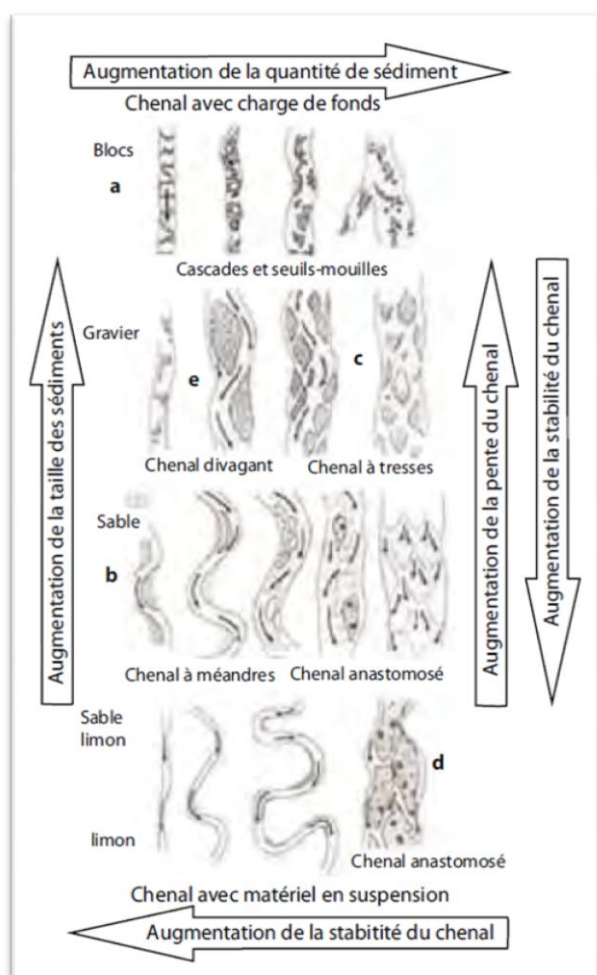 Augmentation de la quantité de sédiment
Chenal avec charge de fonds
Blocs
a
Cascades et seuils-mouilles
Gravier
e
c
Chenal divagant
Chenal à tresses
Sable
b
Chenal à méandres
Chenal anastomosé
Sable
limon
d
limon
Chenal anastomosé
Chenal avec matériel en suspension
Augmentation de la stabitité du chenal
Augmentation de la taille des sédiments
Augmentation de la pente du chenal
Augmentation de la stabilité du chenal